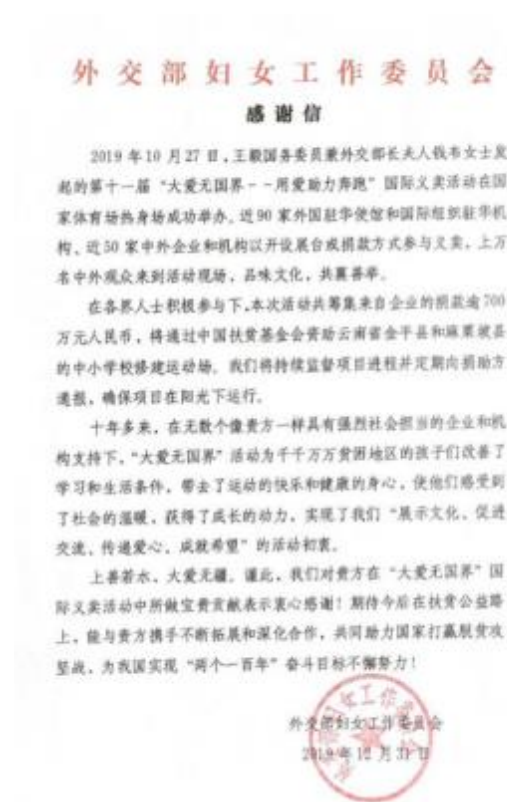 外交部妇女工作委员会
感谢信
2019年10月27日，王毅国务委员兼外交部长夫人钱韦女士发
起的第十一届“大爱无国界--用爱助力奔跑”国际义卖活动在国
家体育场热身场成功举办。近90家外国驻华使馆和国际组织驻华机
构、近50家中外企业和机构以开设展台或捐款方式参与义卖，上万
名中外观众来到活动现场，品味文化，共襄善举。
在各界人士积极参与下，本次活动共筹集来自企业的捐款逾700
万元人民币，将通过中国扶贫基金会资助云南省金平县和麻栗坡县
的中小学校修建运动场。我们将持续监督项目进程并定期向捐助方
通报，确保项目在阳光下运行。
十年多来，在无数个像贵方一样具有强烈社会担当的企业和机
构支持下，“大爱无国界”活动为千千万万贫困地区的孩子们改善了
学习和生活条件，带去了运动的快乐和健康的身心，使他们感受到
了社会的温暖，获得了成长的动力，实现了我们“展示文化、促进
交流、传递爱心、成就希望”的活动初衷。
上善若水，大爱无疆。谨此，我们对贵方在“大爱无国界”国
际义卖活动中所做宝贵贡献表示衷心感谢！期待今后在扶贫公益路
上，能与贵方携手不断拓展和深化合作，共同助力国家打赢脱贫攻
坚战、为我国实现“两个一百年”奋斗目标不懈努力！
外交部妇女工作委员会
2019年10月31日